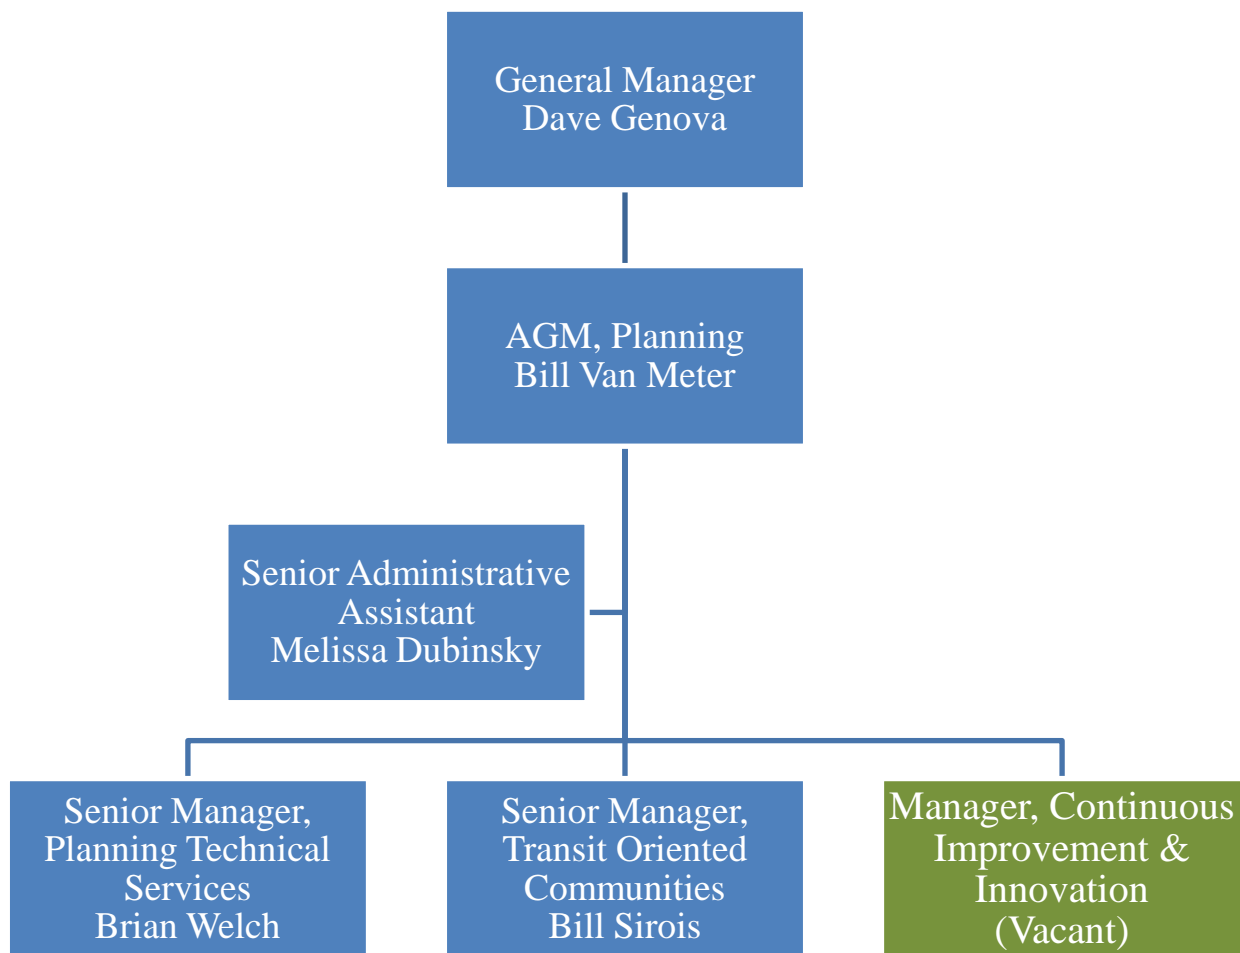 General Manager
Dave Genova
AGM, Planning
Bill Van Meter
Senior Administrative
Assistant
Melissa Dubinsky
Senior Manager,
Planning Technical
Services
Brian Welch
Senior Manager,
Transit Oriented
Communities
Bill Sirois
Manager, Continuous
Improvement &
Innovation
(Vacant)